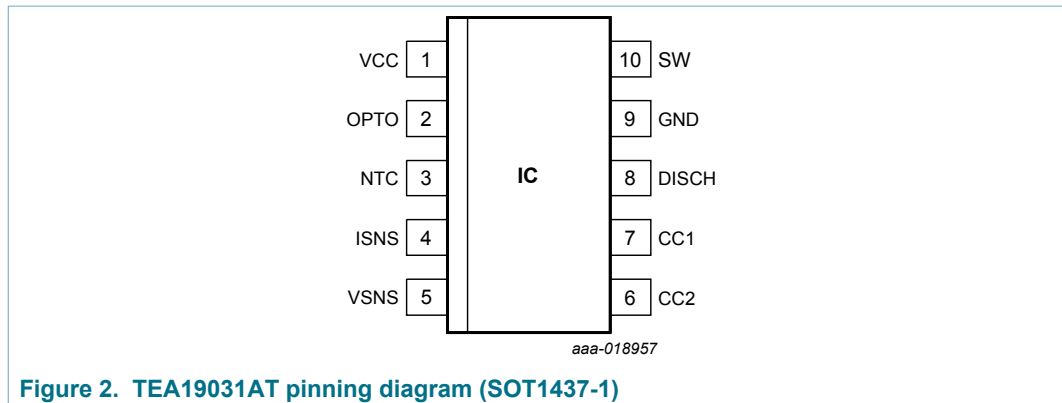 VCC 1 10 SW
OPTO 2 9 GND
NTC 3 IC 8 DISCH
ISNS 4 7 CC1
VSNS 5 6 CC2
aaa-018957
Figure 2. TEA19031AT pinning diagram (SOT1437-1)